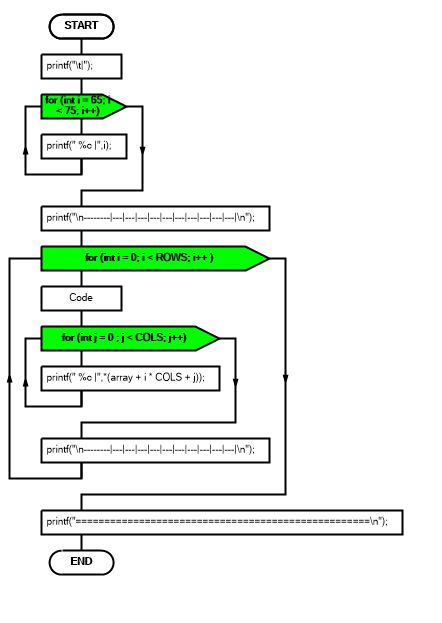 START
printf("\t|");
for (int i = 65; i
< 75; i++)
printf(" %c |",i);
printf("\n--------|---|---|---|---|---|---|---|---|---|---|\n");
for (int i = 0; i < ROWS; i++ )
Code
for (int j = 0 ; j < COLS; j++)
printf(" %c |",*(array + i * COLS + j));
printf("\n--------|---|---|---|---|---|---|---|---|---|---|\n");
printf("===================================================\n");
END